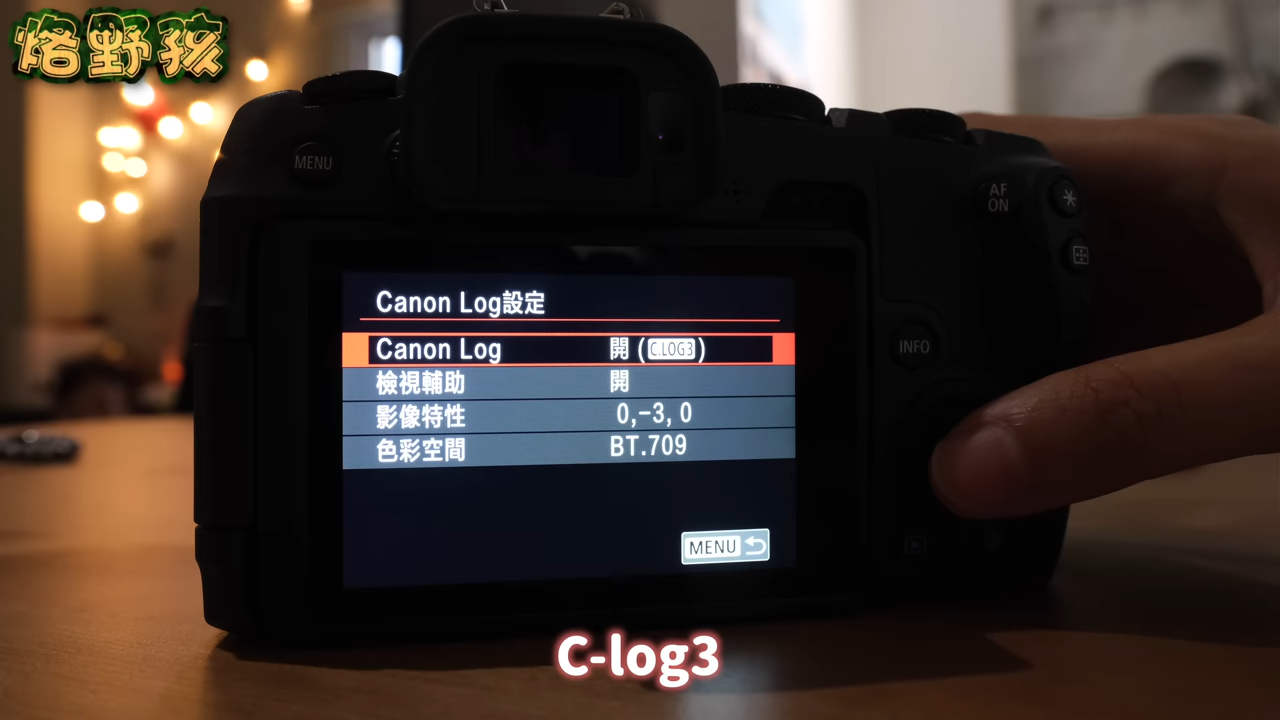 烙野孩
MENU
AF
ON
Canon Log設定
Canon Log 開 (C.LOG3)
檢視輔助 開
影像特性 0,-3, 0
色彩空間 BT.709
INFO
MENU
C-log3